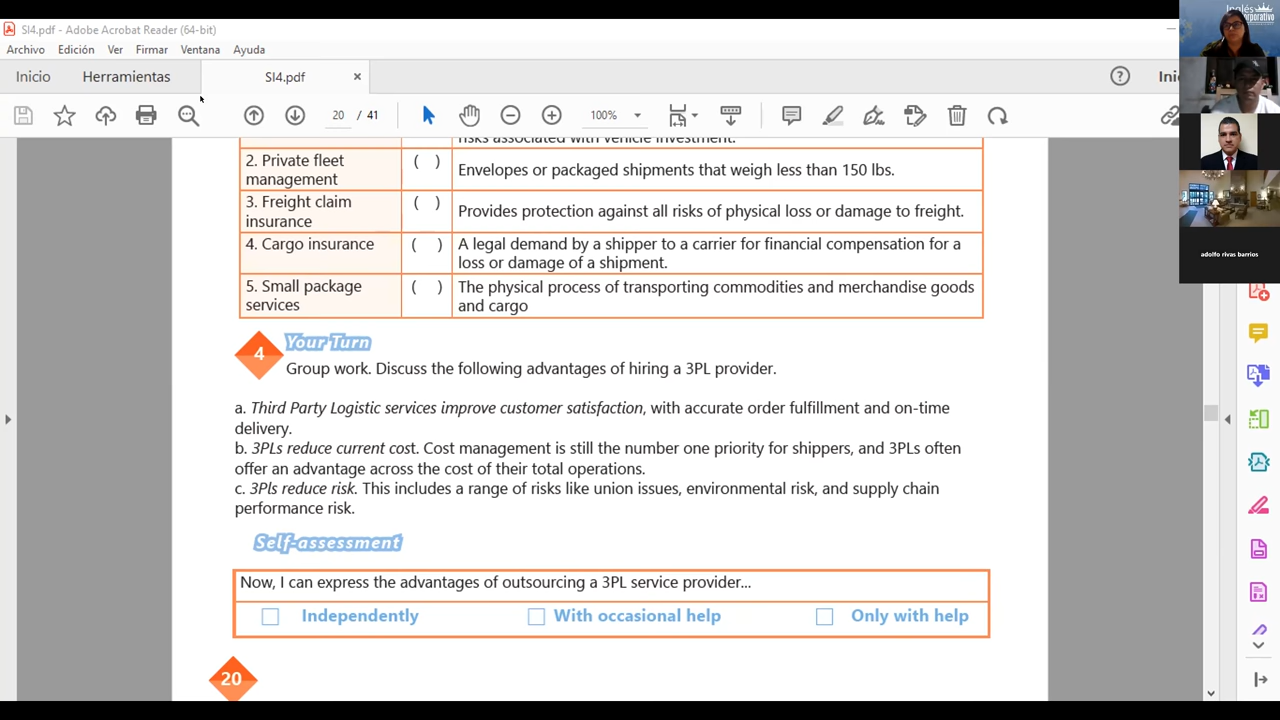 SI4.pdf - Adobe Acrobat Reader (64-bit)
Archivo Edición Ver Firmar Ventana Ayuda
Inicio Herramientas SI4.pdf × ? Ini
20 / 41 100%
risks associated with vehicle investment.
2. Private fleet management ( ) Envelopes or packaged shipments that weigh less than 150 lbs.
3. Freight claim insurance ( ) Provides protection against all risks of physical loss or damage to freight.
4. Cargo insurance ( ) A legal demand by a shipper to a carrier for financial compensation for a
loss or damage of a shipment.
5. Small package services ( ) The physical process of transporting commodities and merchandise goods
and cargo
4 Your Turn
Group work. Discuss the following advantages of hiring a 3PL provider.
a. Third Party Logistic services improve customer satisfaction, with accurate order fulfillment and on-time
delivery.
b. 3PLs reduce current cost. Cost management is still the number one priority for shippers, and 3PLs often
offer an advantage across the cost of their total operations.
c. 3Pls reduce risk. This includes a range of risks like union issues, environmental risk, and supply chain
performance risk.
Self-assessment
Now, I can express the advantages of outsourcing a 3PL service provider...
Independently With occasional help Only with help
20
Inglés
adolfo rivas barrios